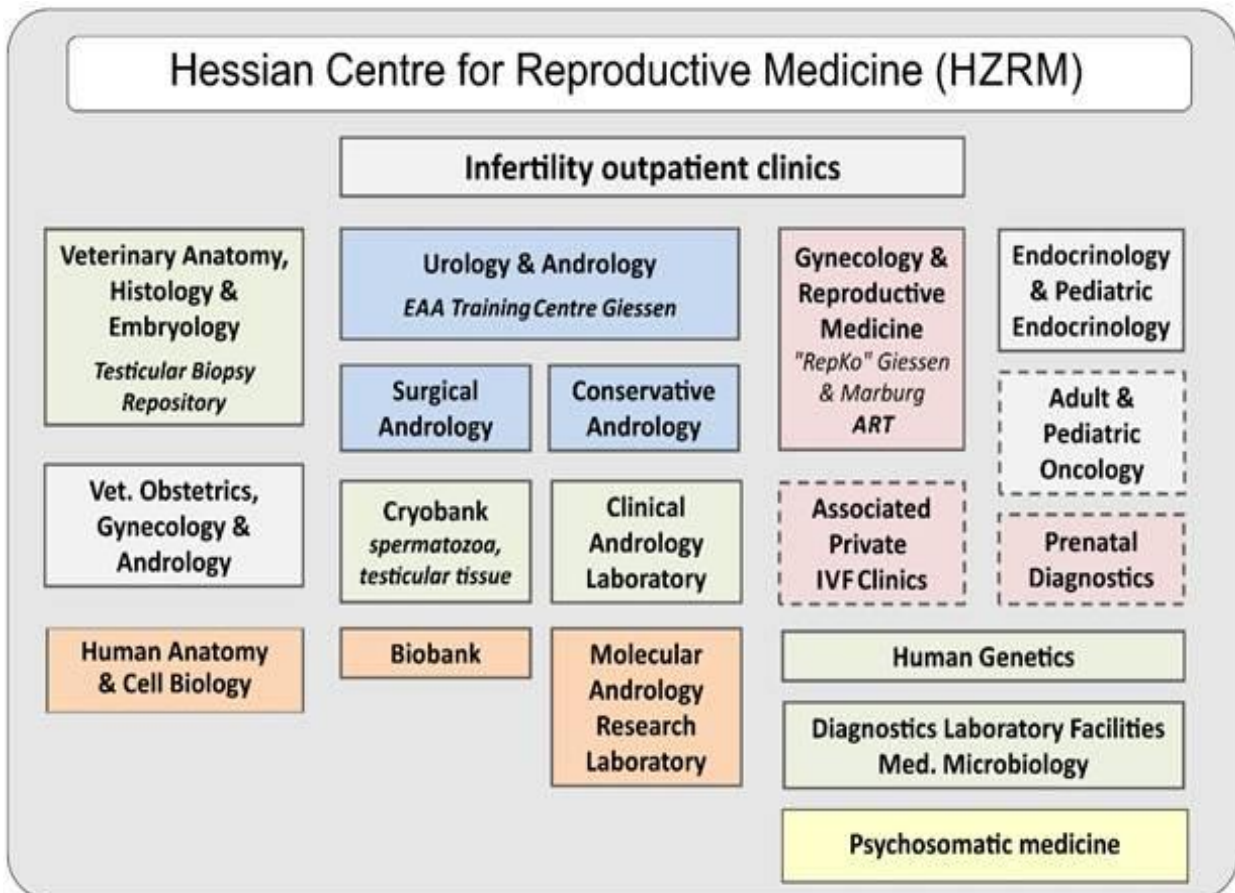 Hessian Centre for Reproductive Medicine (HZRM)
Infertility outpatient clinics
Veterinary Anatomy,
Histology &
Embryology
Testicular Biopsy
Repository
Urology & Andrology
EAA Training Centre Giessen
Gynecology &
Reproductive
Medicine
"RepKo" Giessen
& Marburg
ART
Endocrinology
& Pediatric
Endocrinology
Surgical
Andrology
Conservative
Andrology
Adult &
Pediatric
Oncology
Vet. Obstetrics,
Gynecology &
Andrology
Cryobank
spermatozoa,
testicular tissue
Clinical
Andrology
Laboratory
Associated
Private
IVF Clinics
Prenatal
Diagnostics
Human Anatomy
& Cell Biology
Biobank
Molecular
Andrology
Research
Laboratory
Human Genetics
Diagnostics Laboratory Facilities
Med. Microbiology
Psychosomatic medicine